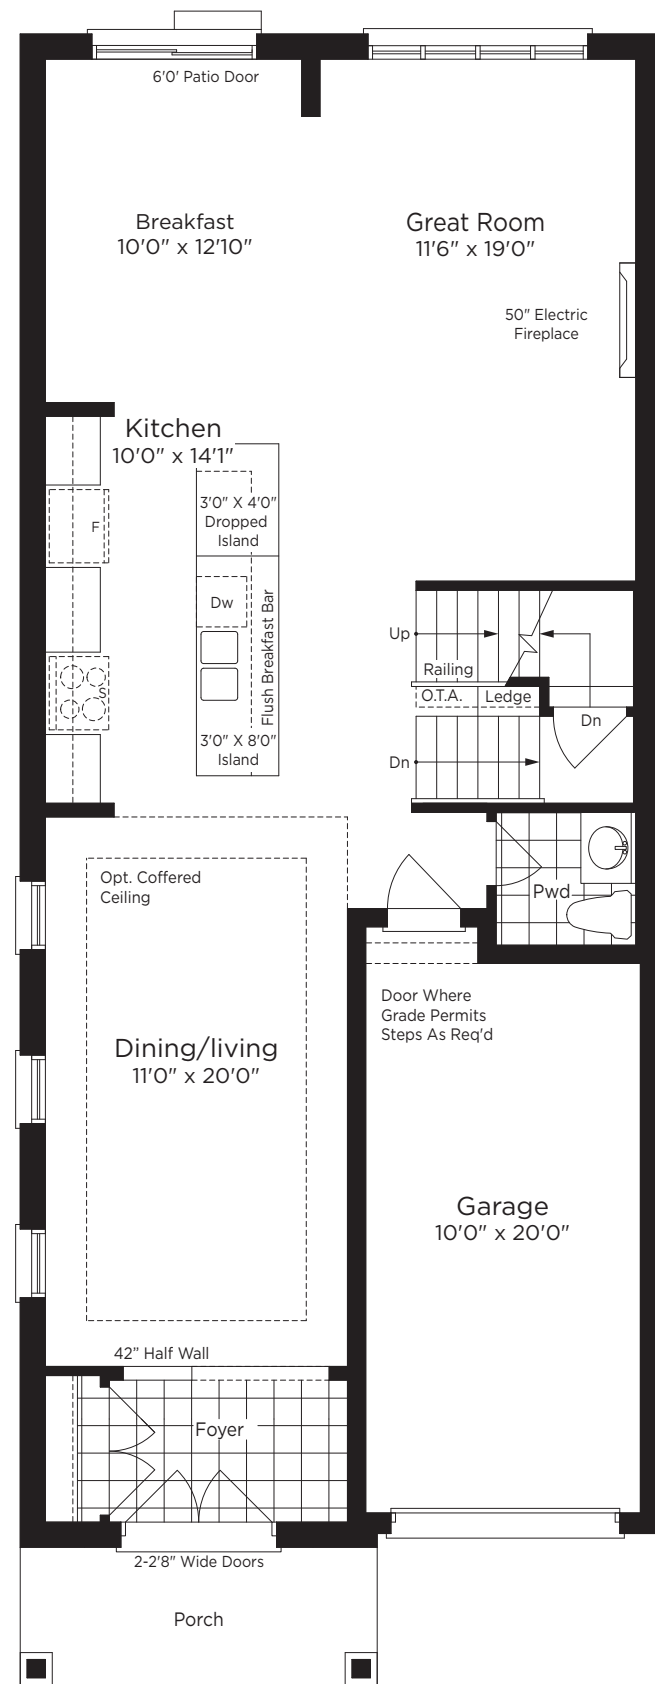 6'0' Patio Door
Breakfast
10'0" x 12'10"
Great Room
11'6" x 19'0"
50" Electric
Fireplace
Kitchen
10'0" x 14'1"
3'0" X 4'0"
Dropped
Island
F
Dw
Flush Breakfast Bar
S
3'0" X 8'0"
Island
Up
Railing
O.T.A.
Ledge
Dn
Dn
Opt. Coffered
Ceiling
Pwd
Door Where
Grade Permits
Steps As Req'd
Dining/living
11'0" x 20'0"
Garage
10'0" x 20'0"
42” Half Wall
Foyer
2-2'8" Wide Doors
Porch